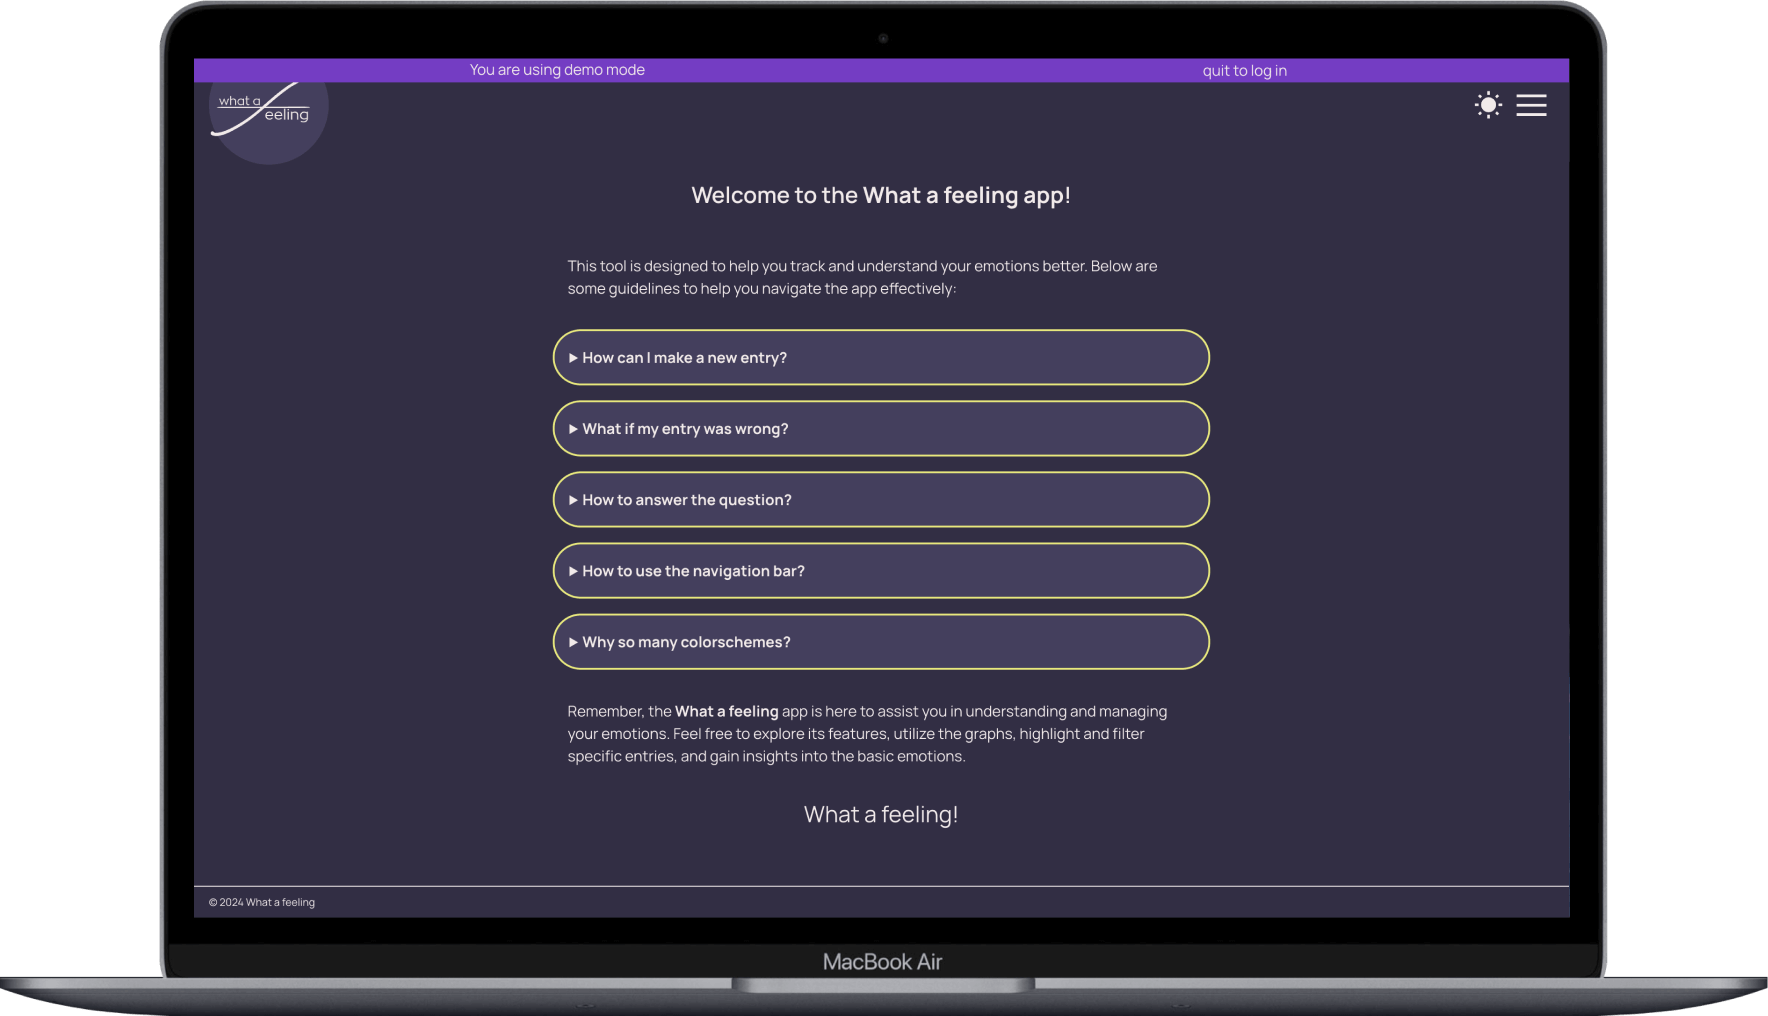 You are using demo mode
quit to log in
what a
eeling
Welcome to the What a feeling app!
This tool is designed to help you track and understand your emotions better. Below are
some guidelines to help you navigate the app effectively:
How can I make a new entry?
What if my entry was wrong?
How to answer the question?
How to use the navigation bar?
Why so many colorschemes?
Remember, the What a feeling app is here to assist you in understanding and managing
your emotions. Feel free to explore its features, utilize the graphs, highlight and filter
specific entries, and gain insights into the basic emotions.
What a feeling!
© 2024 What a feeling
MacBook Air